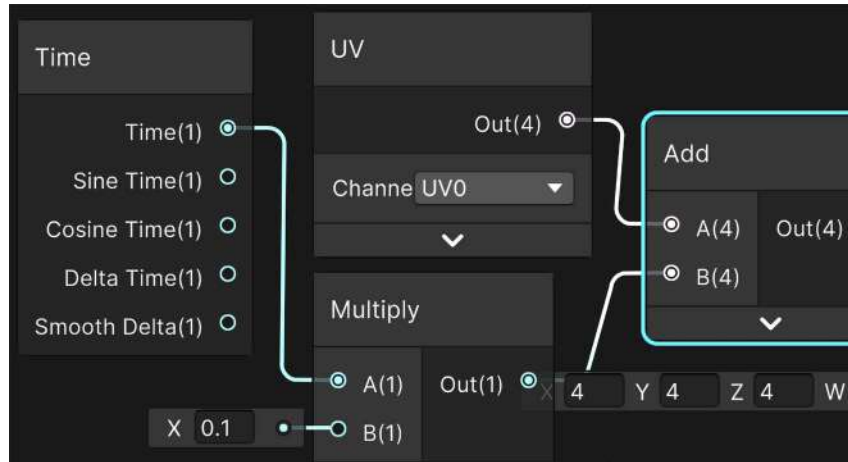 Time
Time(1)
Sine Time(1)
Cosine Time(1)
Delta Time(1)
Smooth Delta(1)
UV
Out(4)
Channe UV0
Multiply
A(1) Out(1)
X 0.1 B(1)
Add
A(4) Out(4)
B(4)
X 4 Y 4 Z 4 W